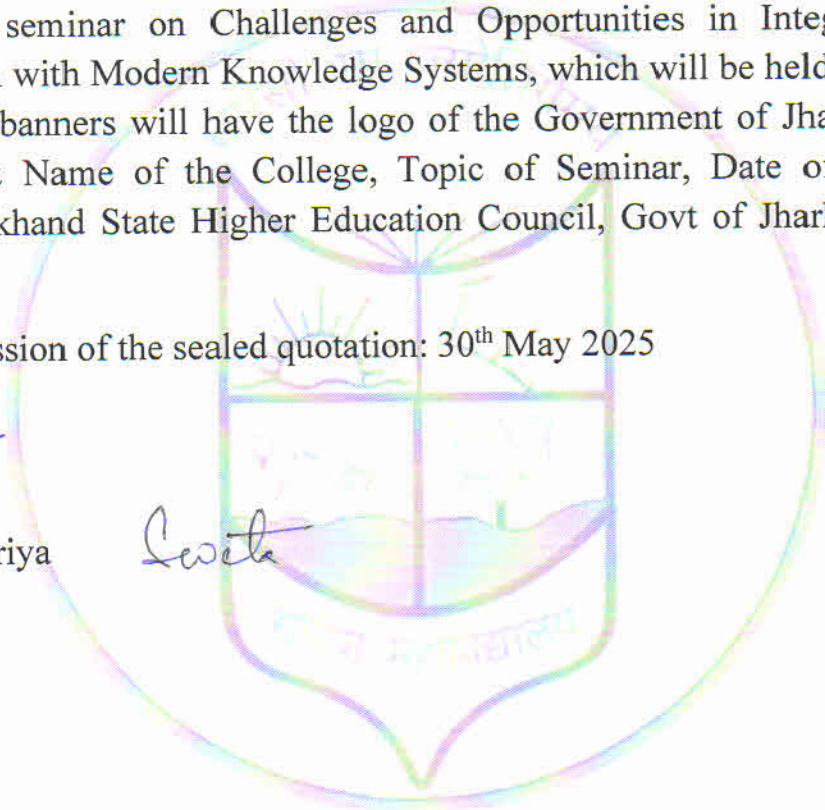 seminar on Challenges and Opportunities in Integ
with Modern Knowledge Systems, which will be held
banners will have the logo of the Government of Jha
Name of the College, Topic of Seminar, Date o
khand State Higher Education Council, Govt of Jharl
ssion of the sealed quotation: 30th May 2025
riya Sweta